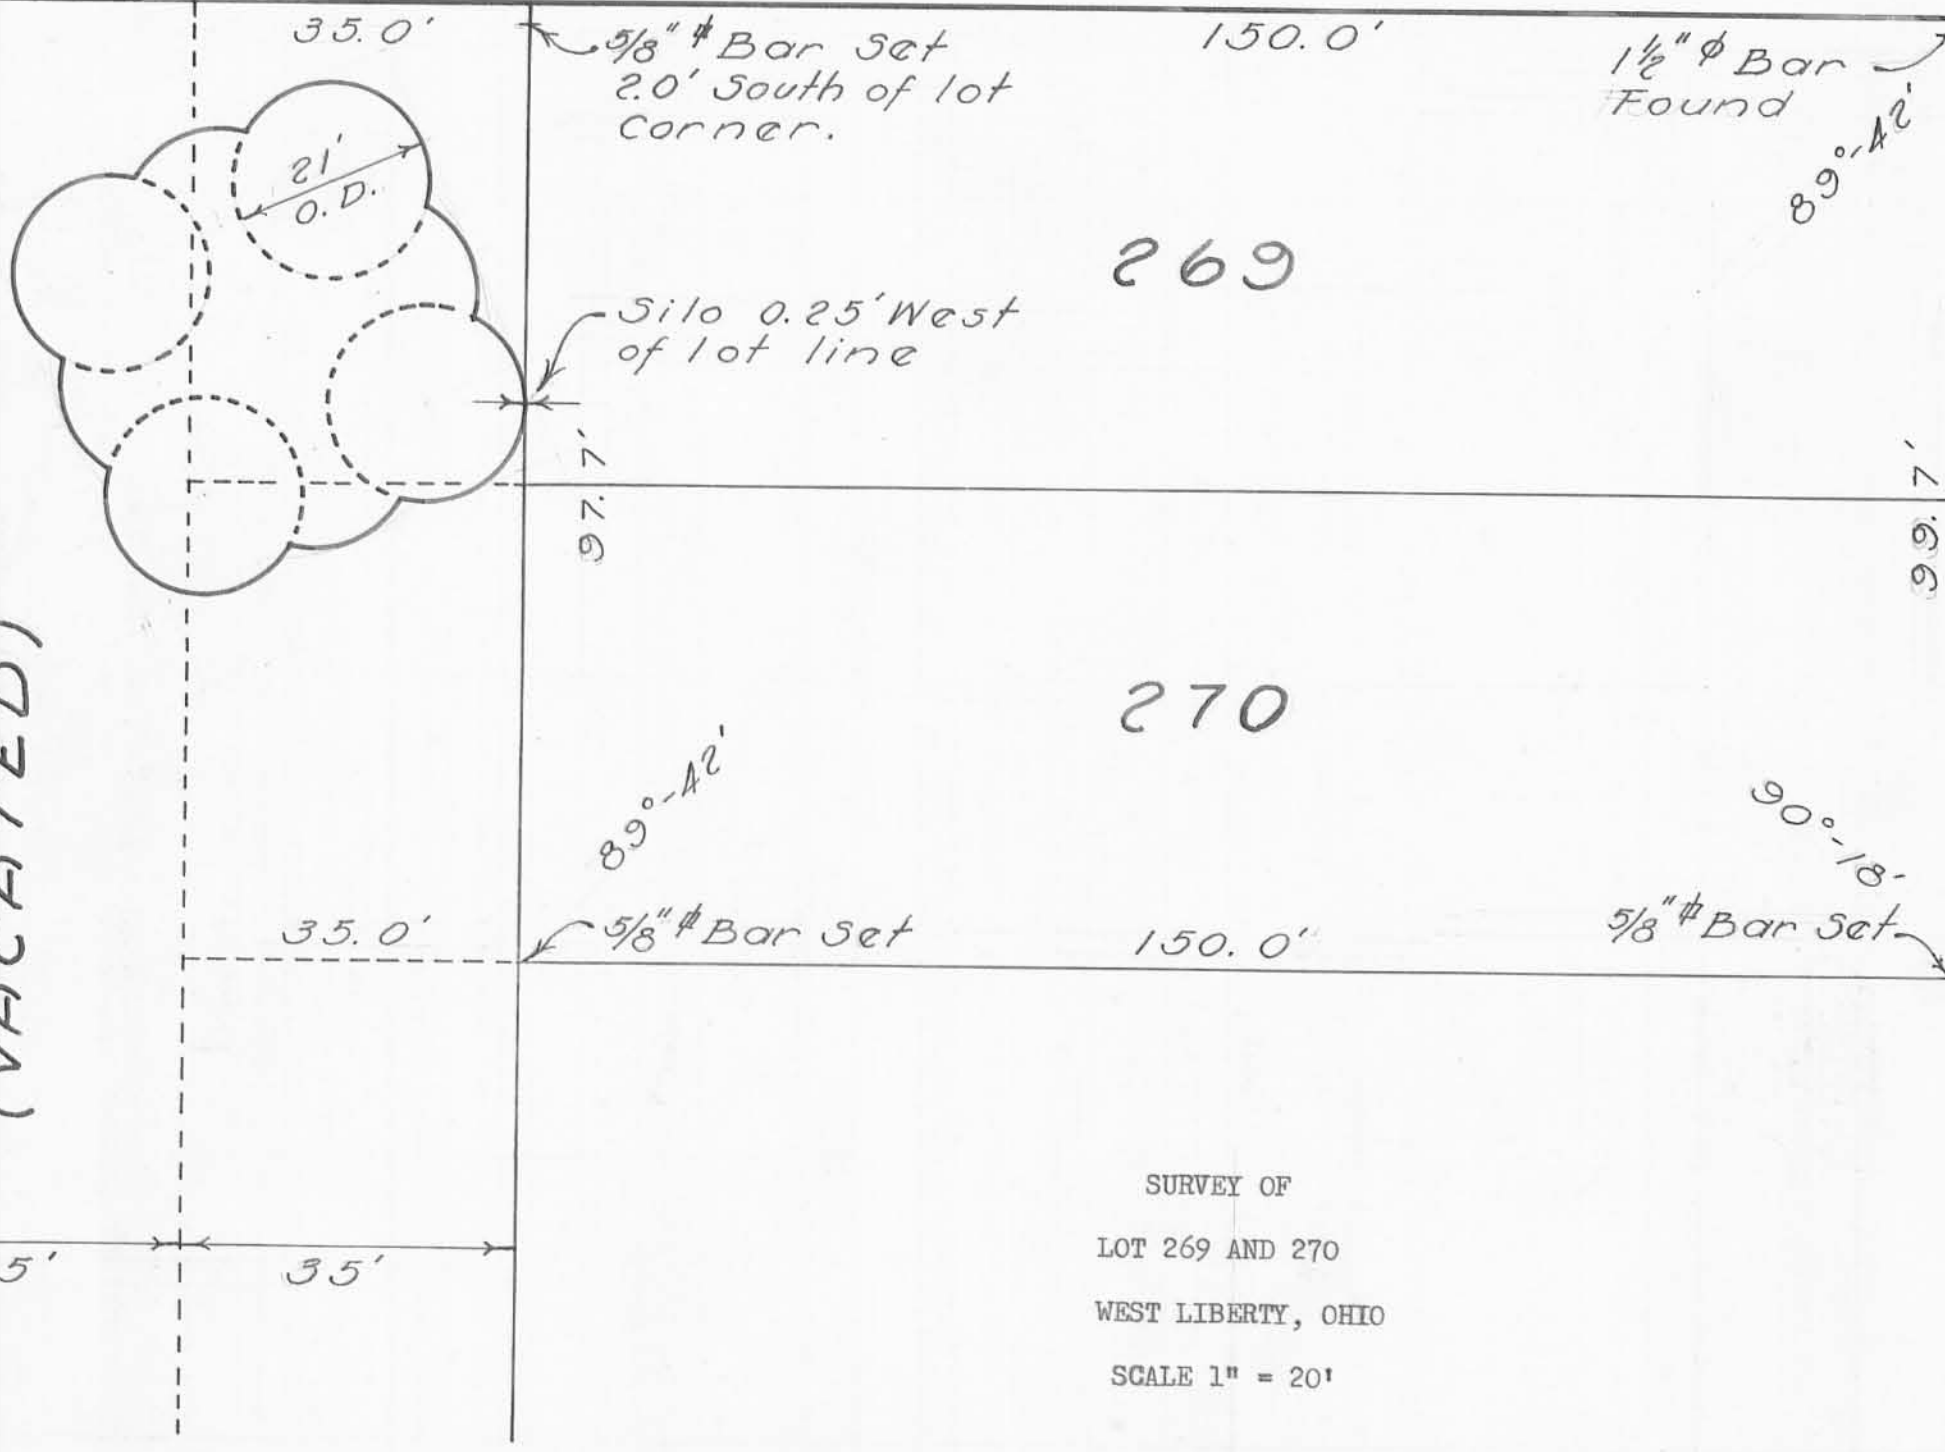 35.0'
5/8" ϕ Bar Set
2.0' South of lot
Corner.
150.0'
1½" ϕ Bar
Found
89°-42'
21'
O.D.
269
Silo 0.25' West
of lot line
97.7'
99.7'
(VACATED)
270
89°-42'
90°-18'
35.0'
5/8" ϕ Bar Set
150.0'
5/8" ϕ Bar Set
5'
35'
SURVEY OF
LOT 269 AND 270
WEST LIBERTY, OHIO
SCALE 1" = 20'